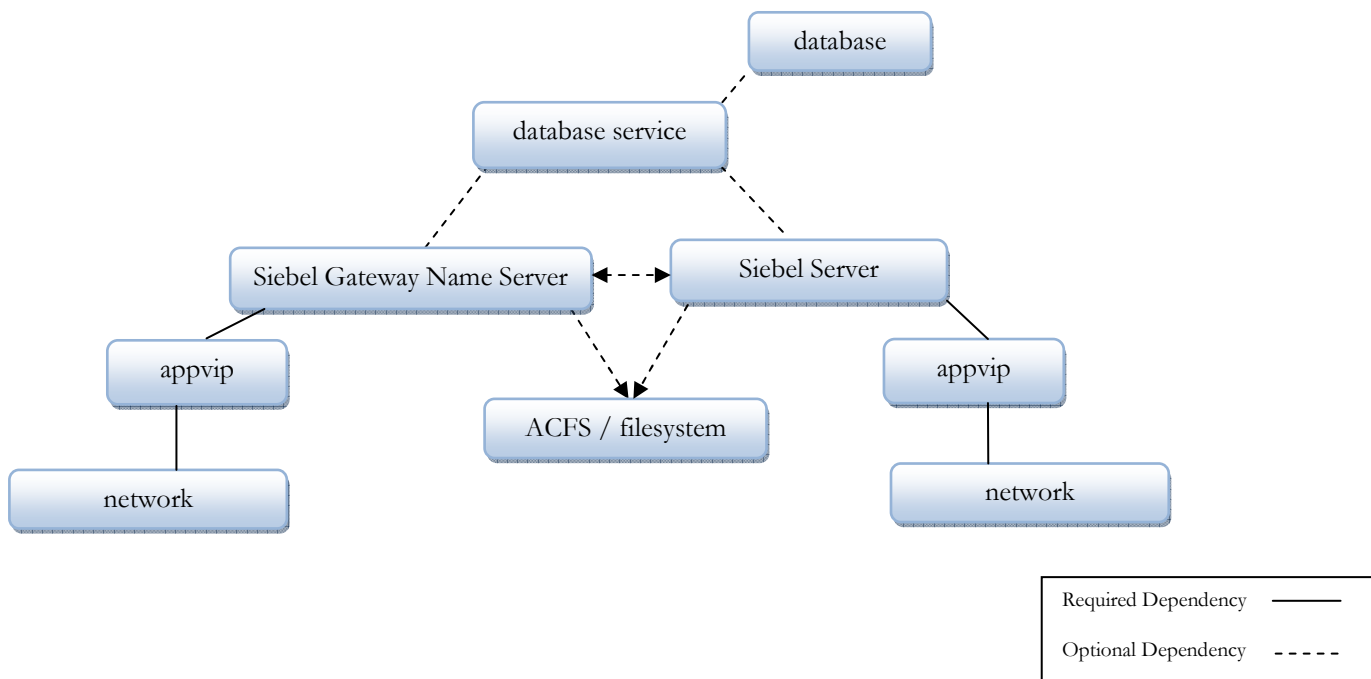 database
database service
Siebel Gateway Name Server
Siebel Server
appvip
appvip
ACFS / filesystem
network
network
Required Dependency
Optional Dependency